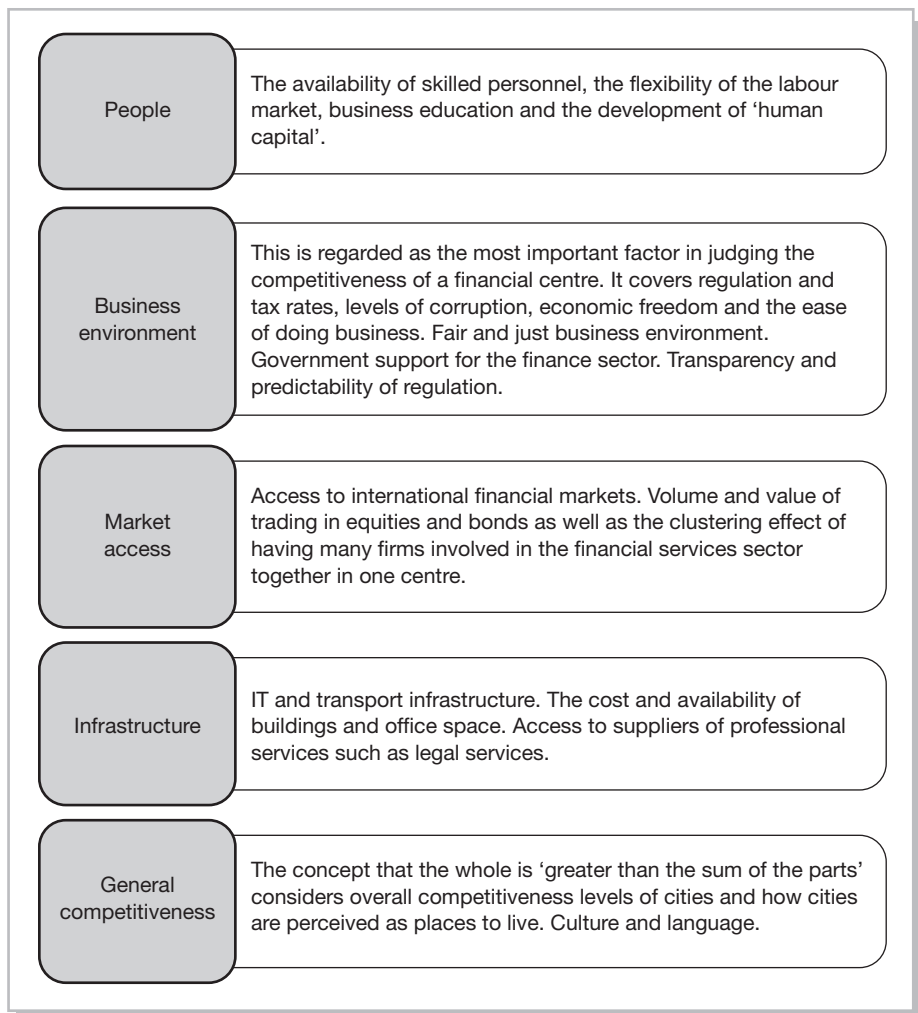 People
The availability of skilled personnel, the flexibility of the labour
market, business education and the development of ‘human
capital’.
Business
environment
This is regarded as the most important factor in judging the
competitiveness of a financial centre. It covers regulation and
tax rates, levels of corruption, economic freedom and the ease
of doing business. Fair and just business environment.
Government support for the finance sector. Transparency and
predictability of regulation.
Market
access
Access to international financial markets. Volume and value of
trading in equities and bonds as well as the clustering effect of
having many firms involved in the financial services sector
together in one centre.
Infrastructure
IT and transport infrastructure. The cost and availability of
buildings and office space. Access to suppliers of professional
services such as legal services.
General
competitiveness
The concept that the whole is ‘greater than the sum of the parts’
considers overall competitiveness levels of cities and how cities
are perceived as places to live. Culture and language.